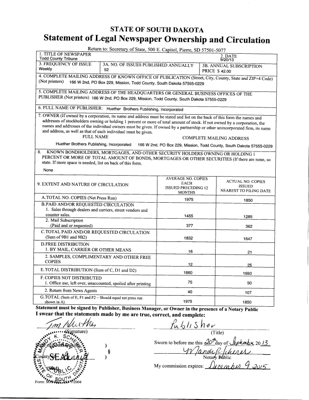 STATE OF SOUTH DAKOTA
Statement of Legal Newspaper Ownership and Circulation
Return to: Secretary of State, 500 E. Capitol, Pierre, SD 57501-5077
1. TITLE OF NEWSPAPER
Todd County Tribune
2. DATE
9/20/13
3. FREQUENCY OF ISSUE
Weekly
3A. NO. OF ISSUES PUBLISHED ANNUALLY
52
3B. ANNUAL SUBSCRIPTION
PRICE $ 42.00
4. COMPLETE MAILING ADDRESS OF KNOWN OFFICE OF PUBLICATION (Street, City, County, State and ZIP+4 Code)
(Not printers) 166 W 2nd, PO Box 229, Mission, Todd County, South Dakota 57555-0229
5. COMPLETE MAILING ADDRESS OF THE HEADQUARTERS OR GENERAL BUSINESS OFFICES OF THE
PUBLISHER (Not printers) 166 W 2nd, PO Box 229, Mission, Todd County, South Dakota 57555-0229
6. FULL NAME OF PUBLISHER: Huether Brothers Publishing, Incorporated
7. OWNER (If owned by a corporation, its name and address must be stated and list on the back of this form the names and
addresses of stockholders owning or holding 1 percent or more of total amount of stock. If not owned by a corporation, the
names and addresses of the individual owners must be given. If owned by a partnership or other unincorporated firm, its name
and address, as well as that of each individual must be given.
FULL NAME
COMPLETE MAILING ADDRESS
Huether Brothers Publishing, Incorporated 166 W 2nd, PO Box 229, Mission, Todd County, South Dakota 57555-0229
8. KNOWN BONDHOLDERS, MORTGAGES, AND OTHER SECURITY HOLDERS OWNING OR HOLDING 1
PERCENT OR MORE OF TOTAL AMOUNT OF BONDS, MORTGAGES OR OTHER SECURITIES (If there are none, so
state. If more space is needed, list on back of this form.
None
9. EXTENT AND NATURE OF CIRCULATION
AVERAGE NO. COPIES
EACH
ISSUED PRECEDING 12
MONTHS
ACTUAL NO. COPIES
ISSUED
NEAREST TO FILING DATE
A. TOTAL NO. COPIES (Net Press Run) 1975 1850
B. PAID AND/OR REQUESTED CIRCULATION
1. Sales through dealers and carriers, street vendors and
counter sales. 1455 1285
2. Mail Subscription
(Paid and or requested) 377 362
C. TOTAL PAID AND/OR REQUESTED CIRCULATION
(Sum of 9B1 and 9B2) 1832 1647
D. FREE DISTRIBUTION
1. BY MAIL, CARRIER OR OTHER MEANS 16 21
2. SAMPLES, COMPLIMENTARY AND OTHER FREE
COPIES 12 25
E. TOTAL DISTRIBUTION (Sum of C, D1 and D2) 1860 1693
F. COPIES NOT DISTRIBUTED
1. Office use, left over, unaccounted, spoiled after printing 75 50
2. Return from News Agents 40 107
G. TOTAL (Sum of E, F1 and F2 - Should equal net press run
shown in A) 1975 1850
Statement must be signed by Publisher, Business Manager, or Owner in the presence of a Notary Public
I swear that the statements made by me are true, correct, and complete:
Publisher
(Signature)
(Title)
Sworn to before me this 20th day of September 2013
Notary Public
My commission expires: December 9, 2015
SEAL